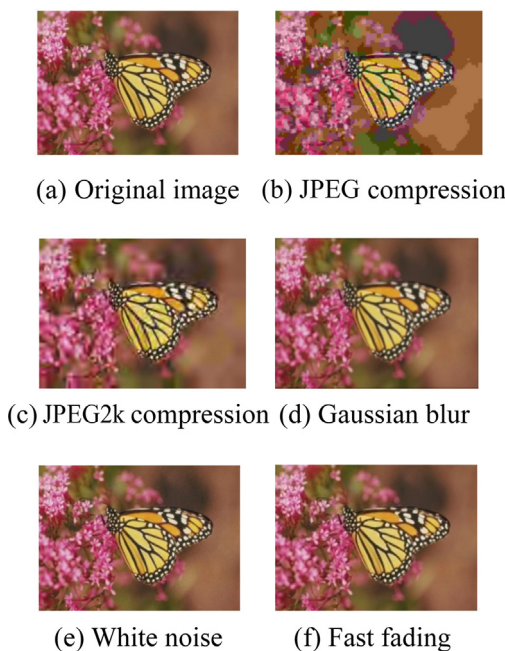 (a) Original image (b) JPEG compression
(c) JPEG2k compression (d) Gaussian blur
(e) White noise (f) Fast fading